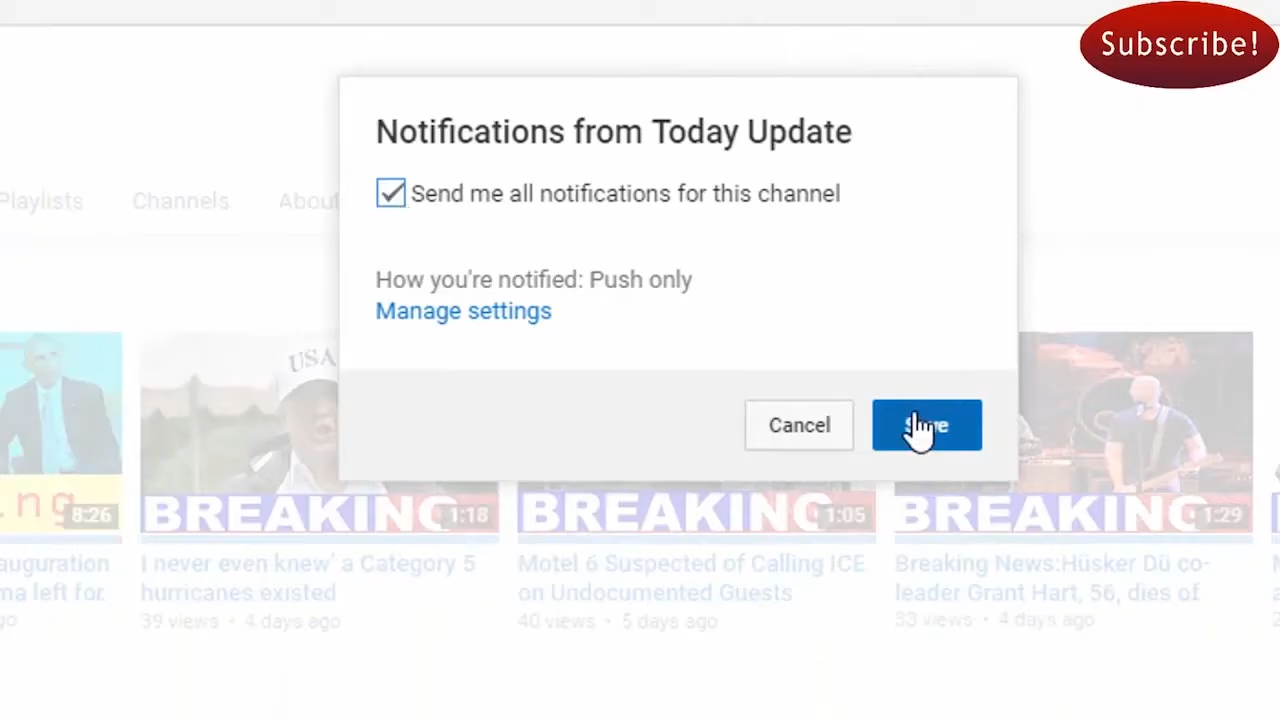 Subscribe!
Notifications from Today Update
Send me all notifications for this channel
Playlists Channels About
How you're notified: Push only
Manage settings
Cancel
USA
8:26
BREAKING 1:18
BREAKING 1:05
BREAKING 1:29
I never even knew' a Category 5
hurricanes existed
39 views • 4 days ago
Motel 6 Suspected of Calling ICE
on Undocumented Guests
40 views • 5 days ago
Breaking News:Hüsker Dü co-
leader Grant Hart, 56, dies of
33 views • 4 days ago